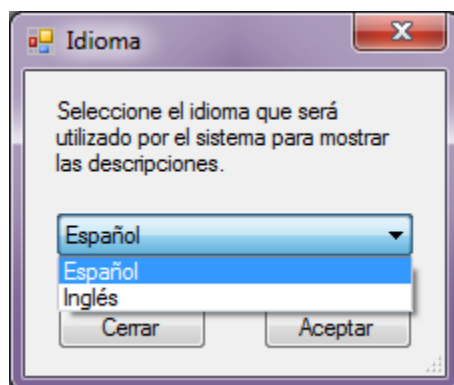 Idioma
Seleccione el idioma que será
utilizado por el sistema para mostrar
las descripciones.
Español
Español
Inglés
Cerrar
Aceptar